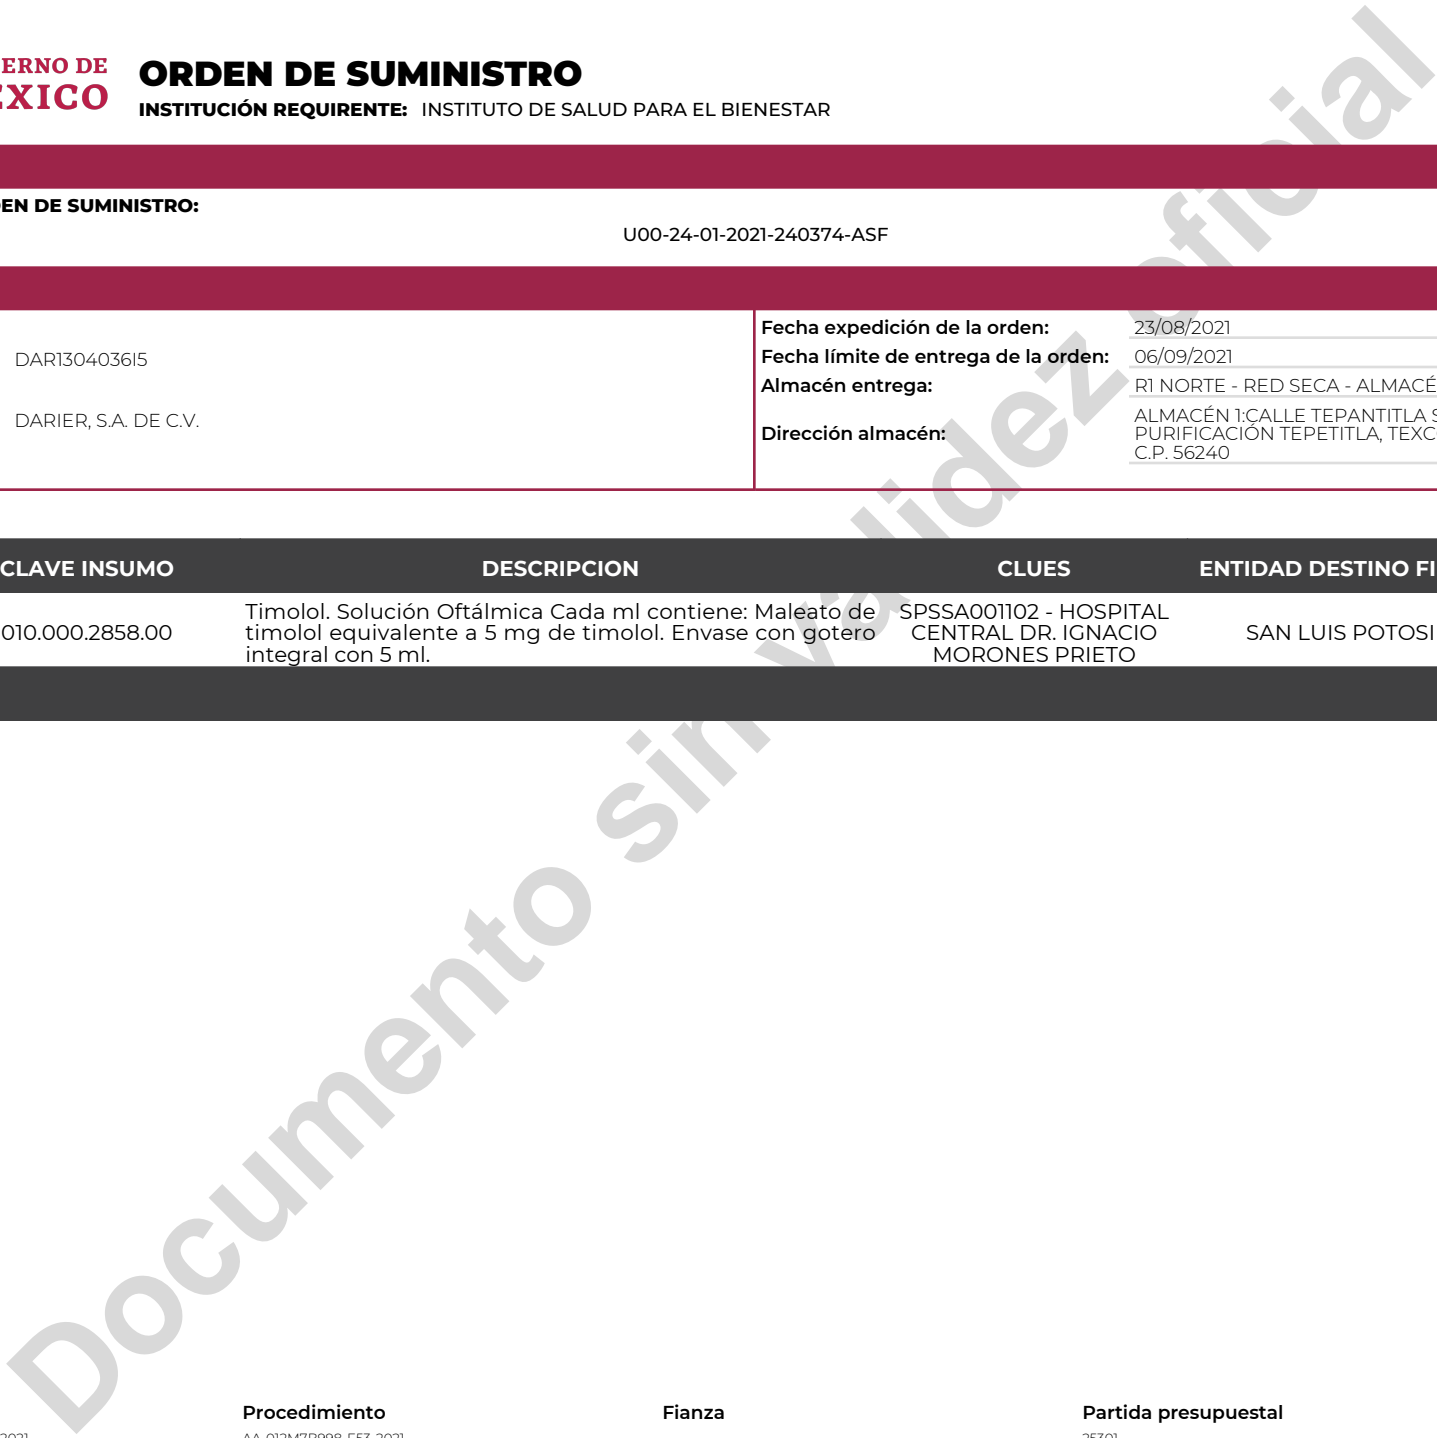 ORDEN DE SUMINISTRO
INSTITUCIÓN REQUIRENTE: INSTITUTO DE SALUD PARA EL BIENESTAR
ERNO DE
EXICO
EN DE SUMINISTRO:
U00-24-01-2021-240374-ASF
DAR1304036I5
DARIER, S.A. DE C.V.
Fecha expedición de la orden: 23/08/2021
Fecha límite de entrega de la orden: 06/09/2021
Almacén entrega: R1 NORTE - RED SECA - ALMACÉ
Dirección almacén:
ALMACÉN 1:CALLE TEPANTITLA S
PURIFICACIÓN TEPETITLA, TEXC
C.P. 56240
CLAVE INSUMO DESCRIPCION CLUES ENTIDAD DESTINO FI
010.000.2858.00
Timolol. Solución Oftálmica Cada ml contiene: Maleato de
timolol equivalente a 5 mg de timolol. Envase con gotero
integral con 5 ml.
SPSSA001102 - HOSPITAL
CENTRAL DR. IGNACIO
MORONES PRIETO
SAN LUIS POTOSI
Documento sin validez oficial
Procedimiento Fianza Partida presupuestal